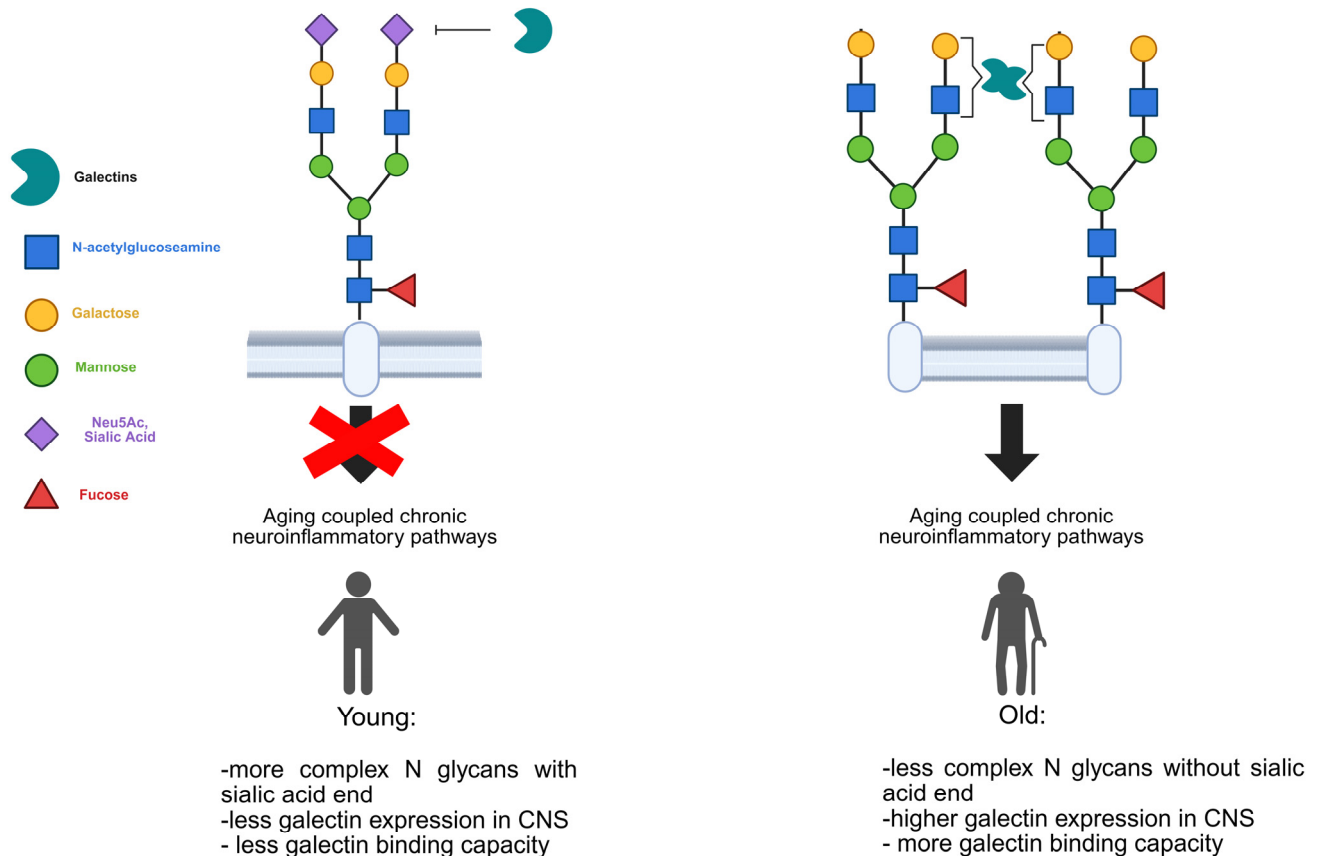 Galectins
N-acetylglucoseamine
Galactose
Mannose
Neu5Ac,
Sialic Acid
Fucose
Aging coupled chronic
neuroinflammatory pathways
Young:
-more complex N glycans with
sialic acid end
-less galectin expression in CNS
- less galectin binding capacity
Aging coupled chronic
neuroinflammatory pathways
Old:
-less complex N glycans without sialic
acid end
-higher galectin expression in CNS
- more galectin binding capacity